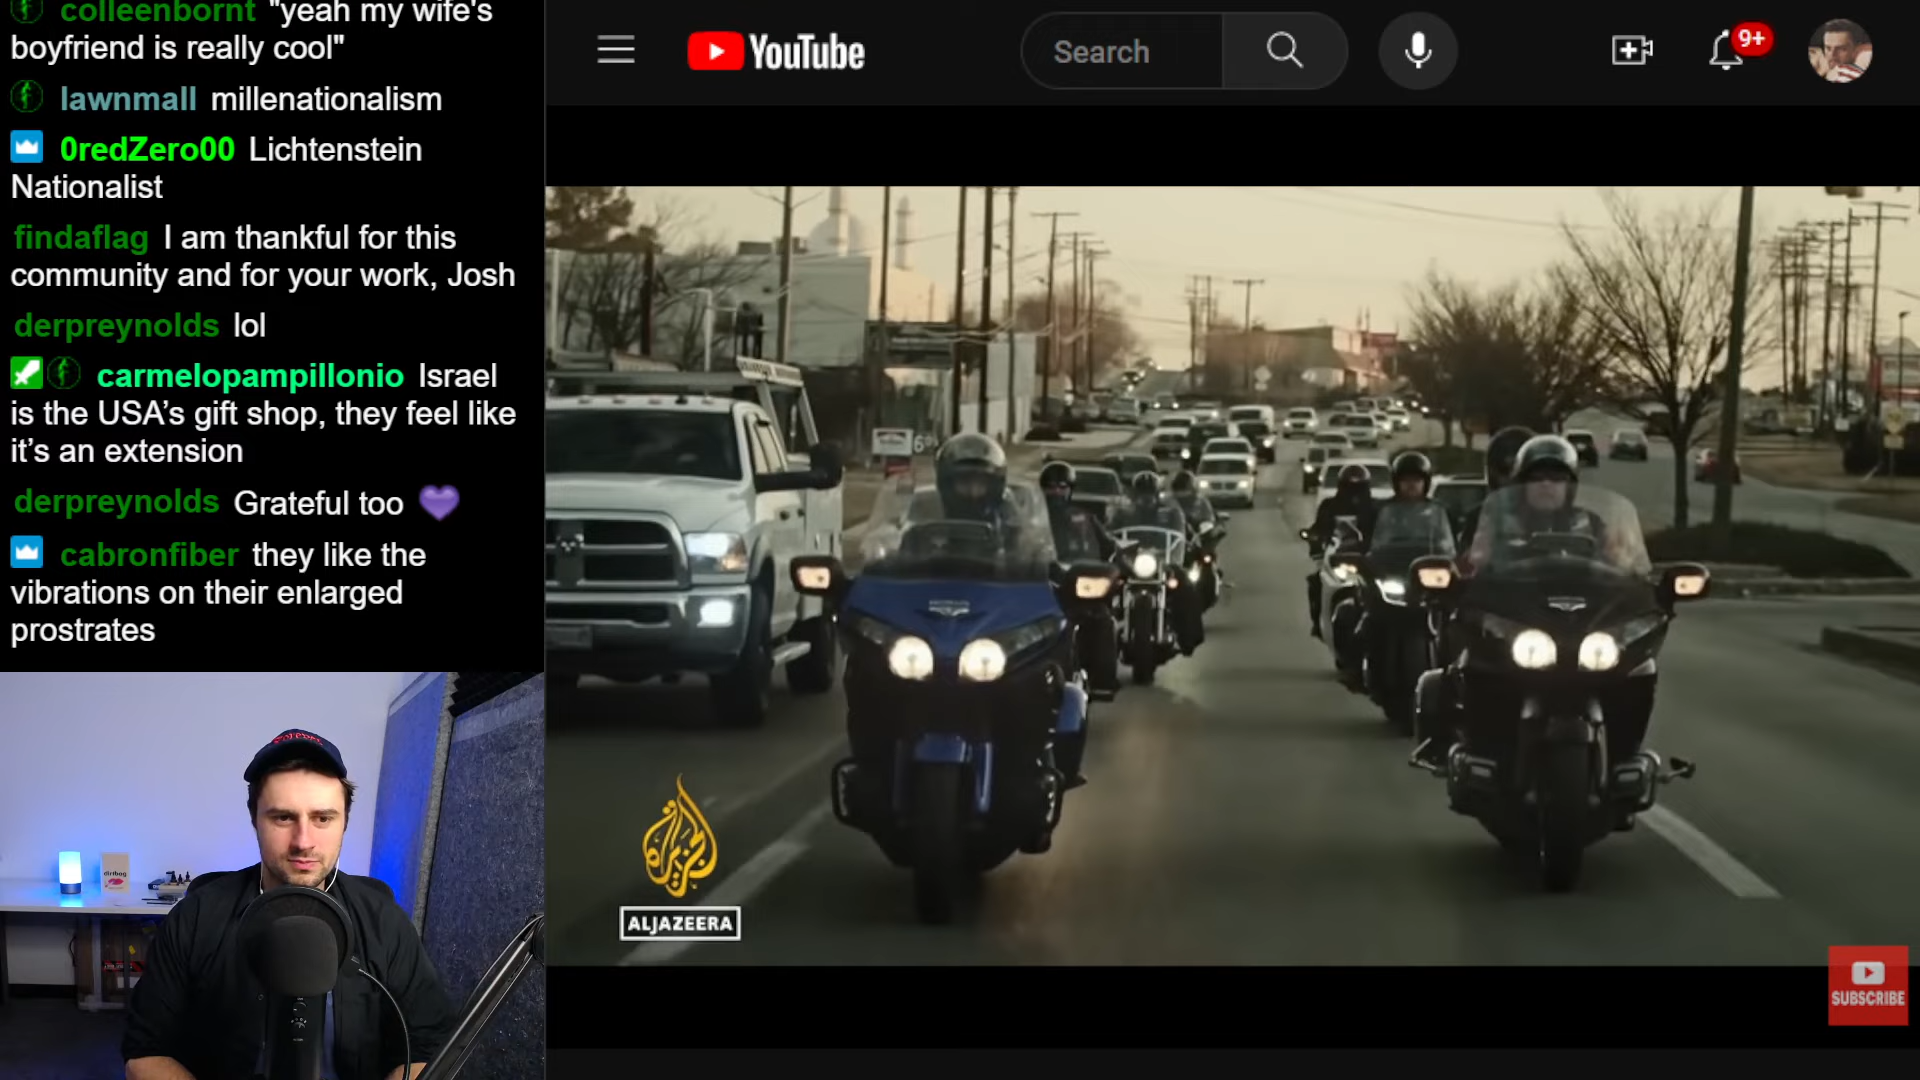 colleenbornt "yeah my wife's
boyfriend is really cool"
lawnmall millenationalism
0redZero00 Lichtenstein
Nationalist
findaflag I am thankful for this
community and for your work, Josh
derpreynolds lol
carmelopampillonio Israel
is the USA’s gift shop, they feel like
it’s an extension
derpreynolds Grateful too
cabronfiber they like the
vibrations on their enlarged
prostrates
YouTube
Search
9+
الجزيرة
ALJAZEERA
SUBSCRIBE
Forever